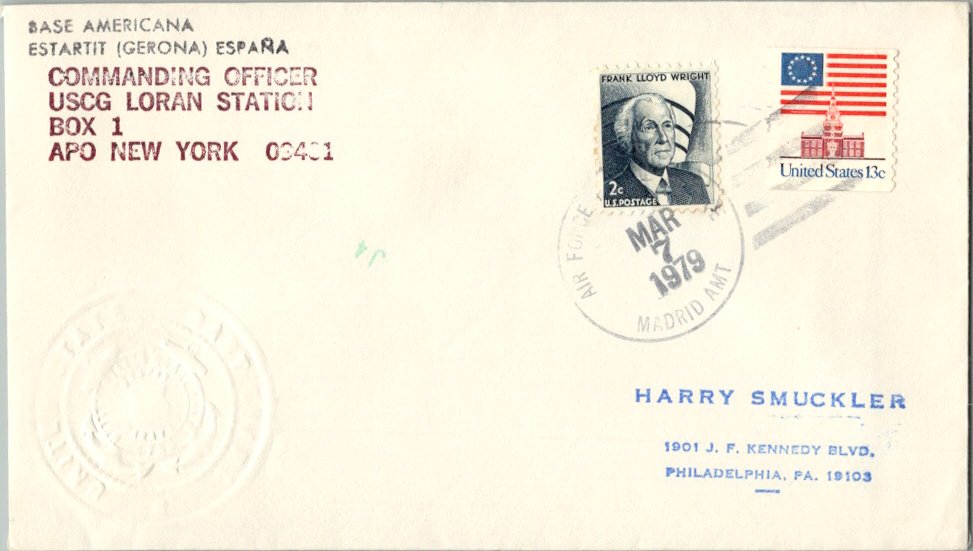 BASE AMERICANA
ESTARTIT (GERONA) ESPAÑA
COMMANDING OFFICER
USCG LORAN STATION
BOX 1
APO NEW YORK
FRANK LLOYD WRIGHT
2c
U.S. POSTAGE
United States 13c
AIR FORCE
MAR
7
1979
MADRID AMT
HARRY SMUCKLER
1901 J. F. KENNEDY BLVD.
PHILADELPHIA, PA. 19103